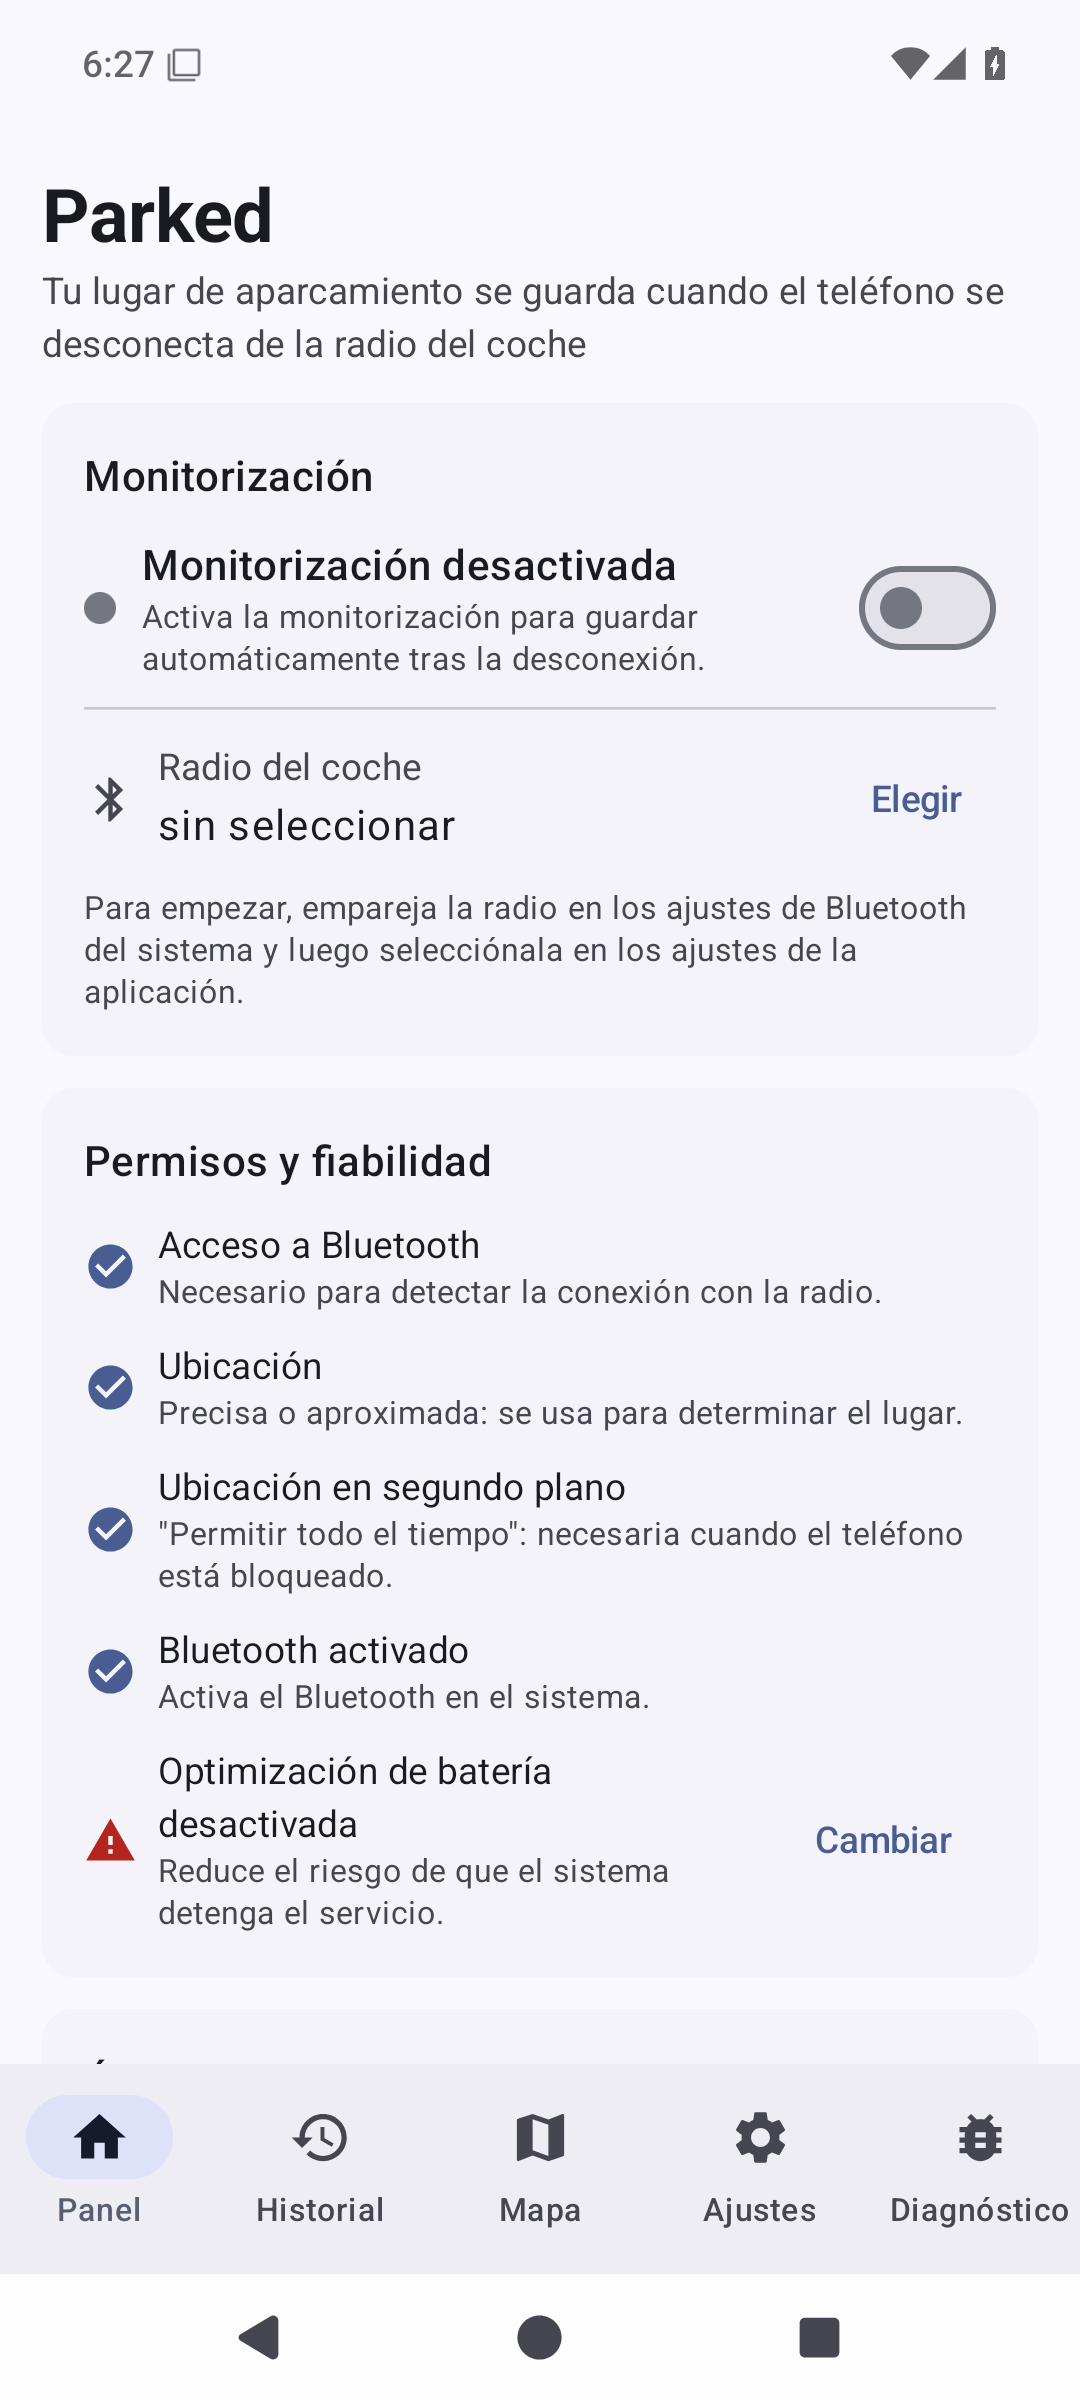 6:27
Parked
Tu lugar de aparcamiento se guarda cuando el teléfono se
desconecta de la radio del coche
Monitorización
Monitorización desactivada
Activa la monitorización para guardar
automáticamente tras la desconexión.
Radio del coche
sin seleccionar
Elegir
Para empezar, empareja la radio en los ajustes de Bluetooth
del sistema y luego selecciónala en los ajustes de la
aplicación.
Permisos y fiabilidad
Acceso a Bluetooth
Necesario para detectar la conexión con la radio.
Ubicación
Precisa o aproximada: se usa para determinar el lugar.
Ubicación en segundo plano
"Permitir todo el tiempo": necesaria cuando el teléfono
está bloqueado.
Bluetooth activado
Activa el Bluetooth en el sistema.
Optimización de batería
desactivada
Reduce el riesgo de que el sistema
detenga el servicio.
Cambiar
Panel
Historial
Mapa
Ajustes
Diagnóstico